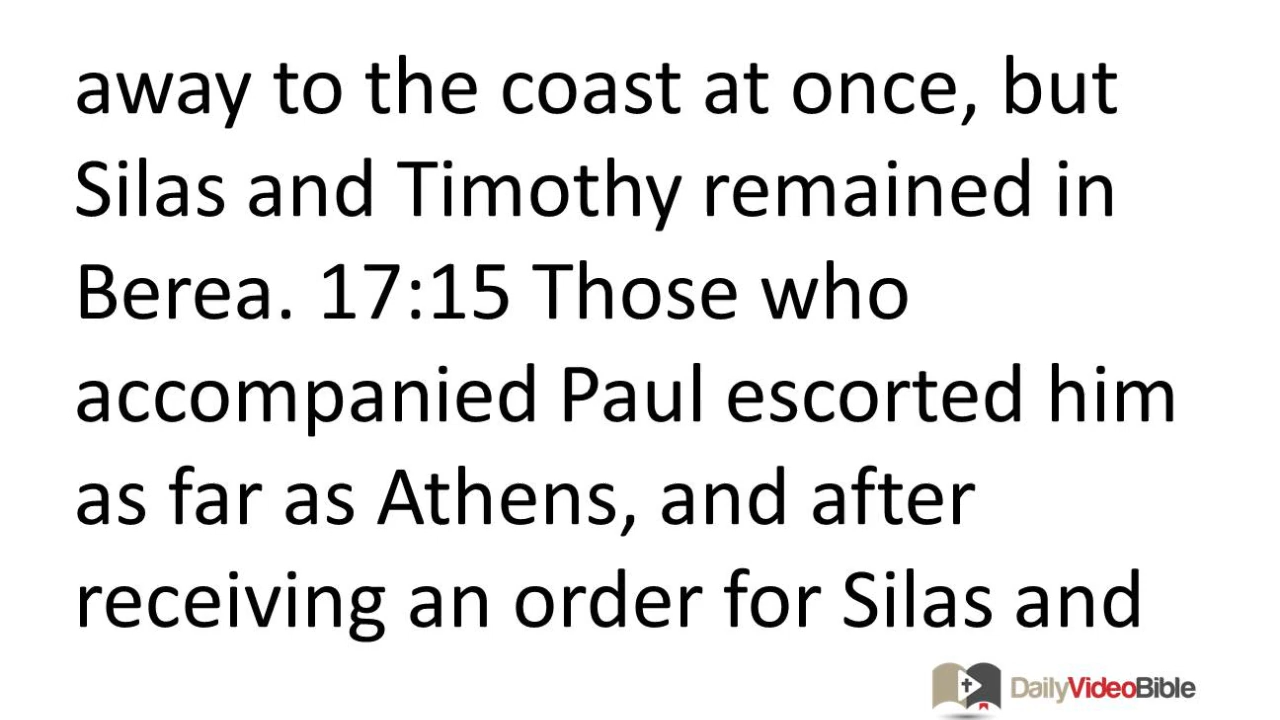 away to the coast at once, but
Silas and Timothy remained in
Berea. 17:15 Those who
accompanied Paul escorted him
as far as Athens, and after
receiving an order for Silas and
DailyVideoBible